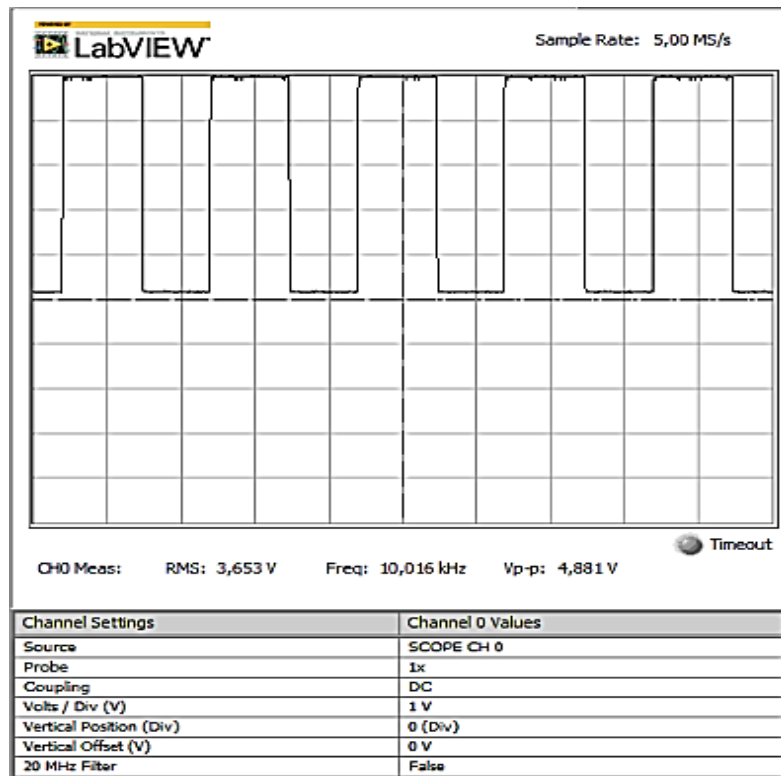 LabVIEW
Sample Rate: 5,00 MS/s
Timeout
CH0 Meas: RMS: 3,653 V Freq: 10,016 kHz Vp-p: 4,881 V
Channel Settings Channel 0 Values
Source SCOPE CH 0
Probe 1x
Coupling DC
Volts / Div (V) 1 V
Vertical Position (Div) 0 (Div)
Vertical Offset (V) 0 V
20 MHz Filter False